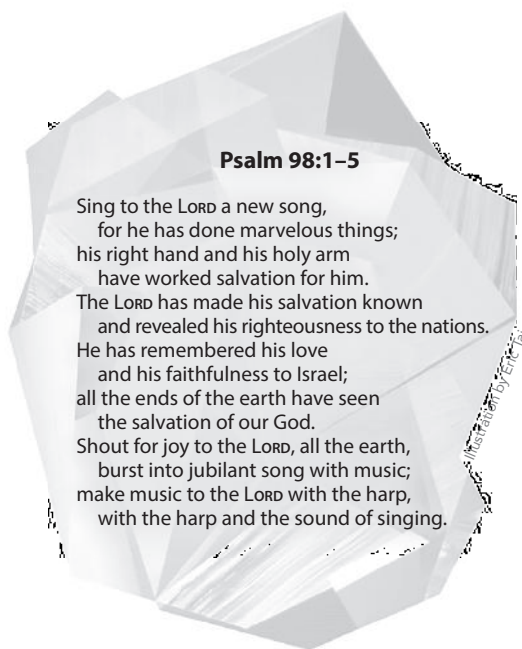 Psalm 98:1–5
Sing to the LORD a new song,
for he has done marvelous things;
his right hand and his holy arm
have worked salvation for him.
The LORD has made his salvation known
and revealed his righteousness to the nations.
He has remembered his love
and his faithfulness to Israel;
all the ends of the earth have seen
the salvation of our God.
Shout for joy to the LORD, all the earth,
burst into jubilant song with music;
make music to the LORD with the harp,
with the harp and the sound of singing.
Illustration by Eric